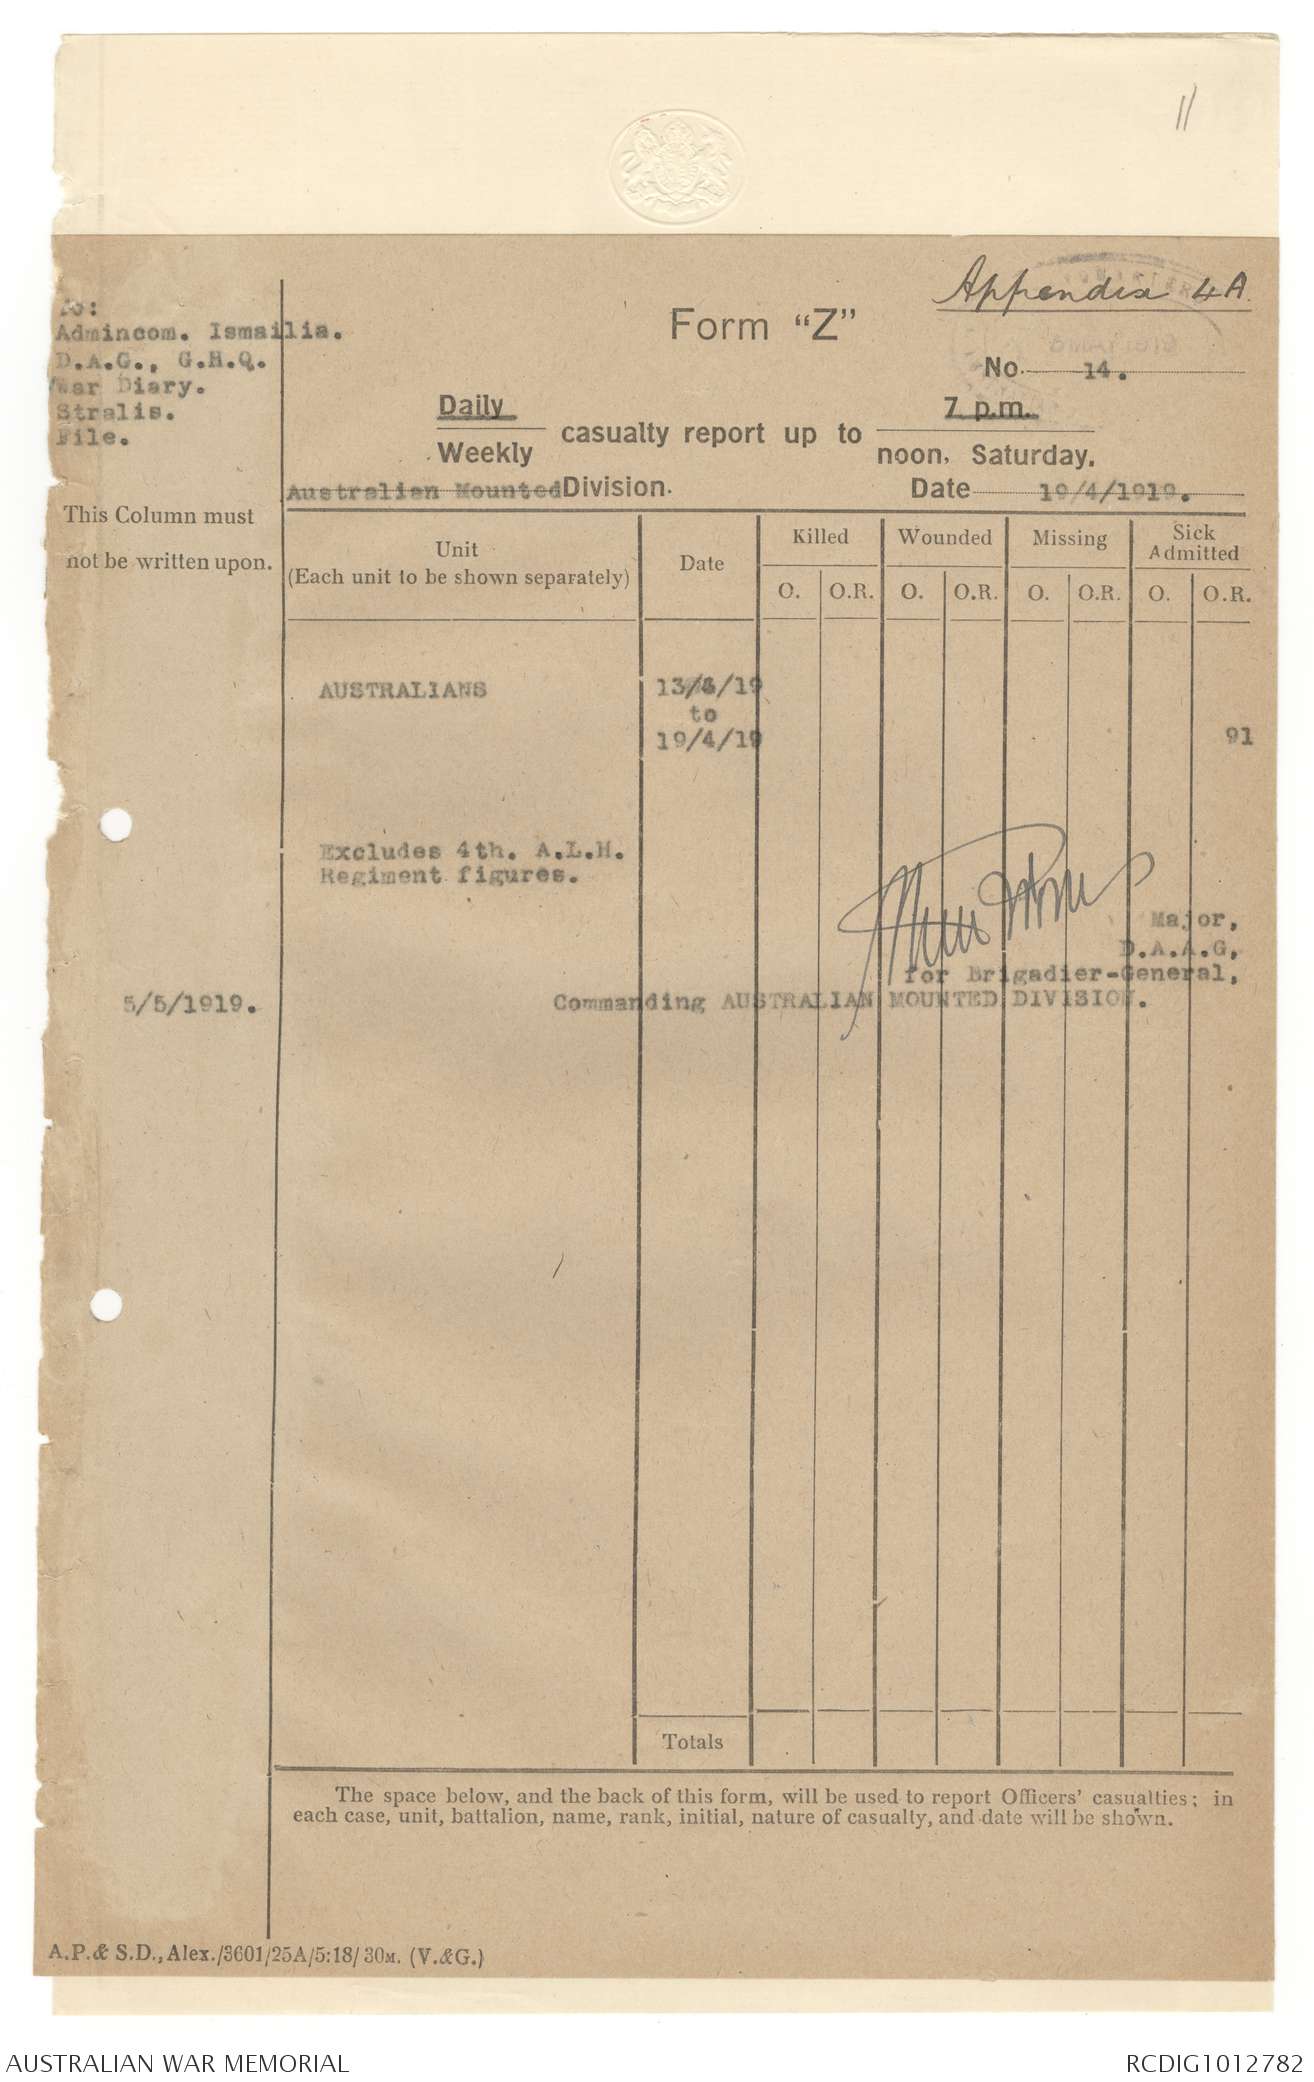 11
Appendix 4A.
To:
Admincom. Ismailia.
D.A.G., G.H.Q.
War Diary.
Stralis.
File.
Form "Z"
No. 14.
Daily
Weekly
casualty report up to
7 p.m.
noon, Saturday.
Australian Mounted Division.
Date 19/4/1919.
This Column must
not be written upon.
Unit
(Each unit to be shown separately)
Date
Killed
Wounded
Missing
Sick
Admitted
O. O.R. O. O.R. O. O.R. O. O.R.
AUSTRALIANS 13/4/19
to
19/4/19 91
Excludes 4th. A.L.H.
Regiment figures.
Major,
D.A.A.G,
for Brigadier-General,
5/5/1919. Commanding AUSTRALIAN MOUNTED DIVISION.
Totals
The space below, and the back of this form, will be used to report Officers' casualties; in
each case, unit, battalion, name, rank, initial, nature of casualty, and date will be shown.
A.P.& S.D., Alex./3601/25A/5:18/30M. (V.&G.)
AUSTRALIAN WAR MEMORIAL
RCDIG1012782